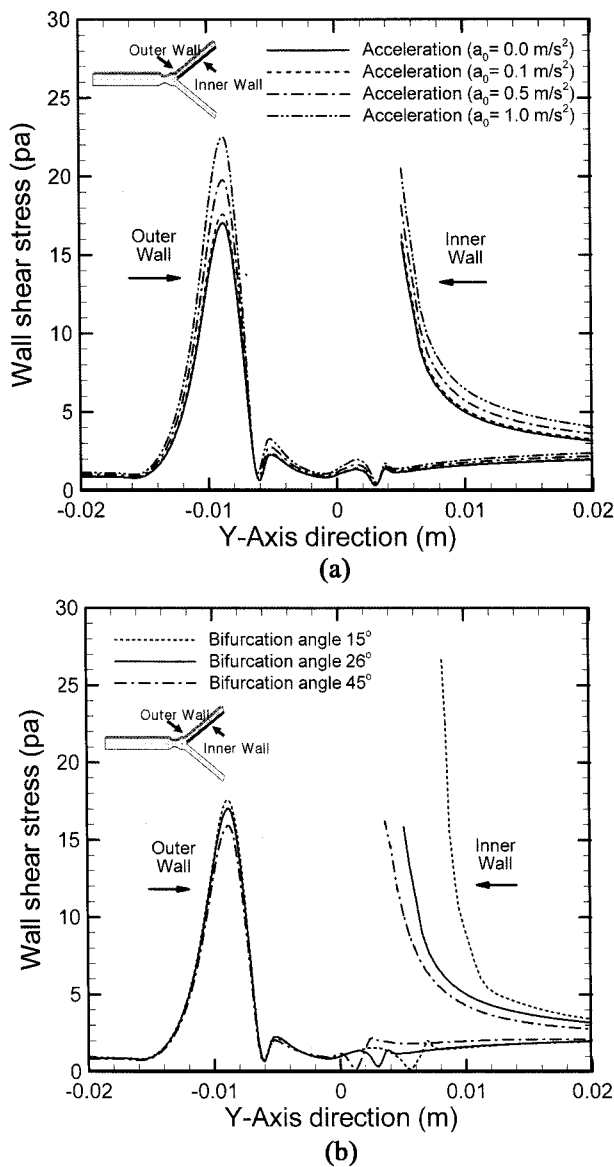 30
25
20
15
10
5
0
Wall shear stress (pa)
Outer Wall
Inner Wall
Acceleration (a₀= 0.0 m/s²)
Acceleration (a₀= 0.1 m/s²)
Acceleration (a₀= 0.5 m/s²)
Acceleration (a₀= 1.0 m/s²)
Outer
Wall
Inner
Wall
-0.02
-0.01
0
0.01
0.02
Y-Axis direction (m)
(a)
30
25
20
15
10
5
0
Wall shear stress (pa)
Bifurcation angle 15°
Bifurcation angle 26°
Bifurcation angle 45°
Outer Wall
Inner Wall
Outer
Wall
Inner
Wall
-0.02
-0.01
0
0.01
0.02
Y-Axis direction (m)
(b)